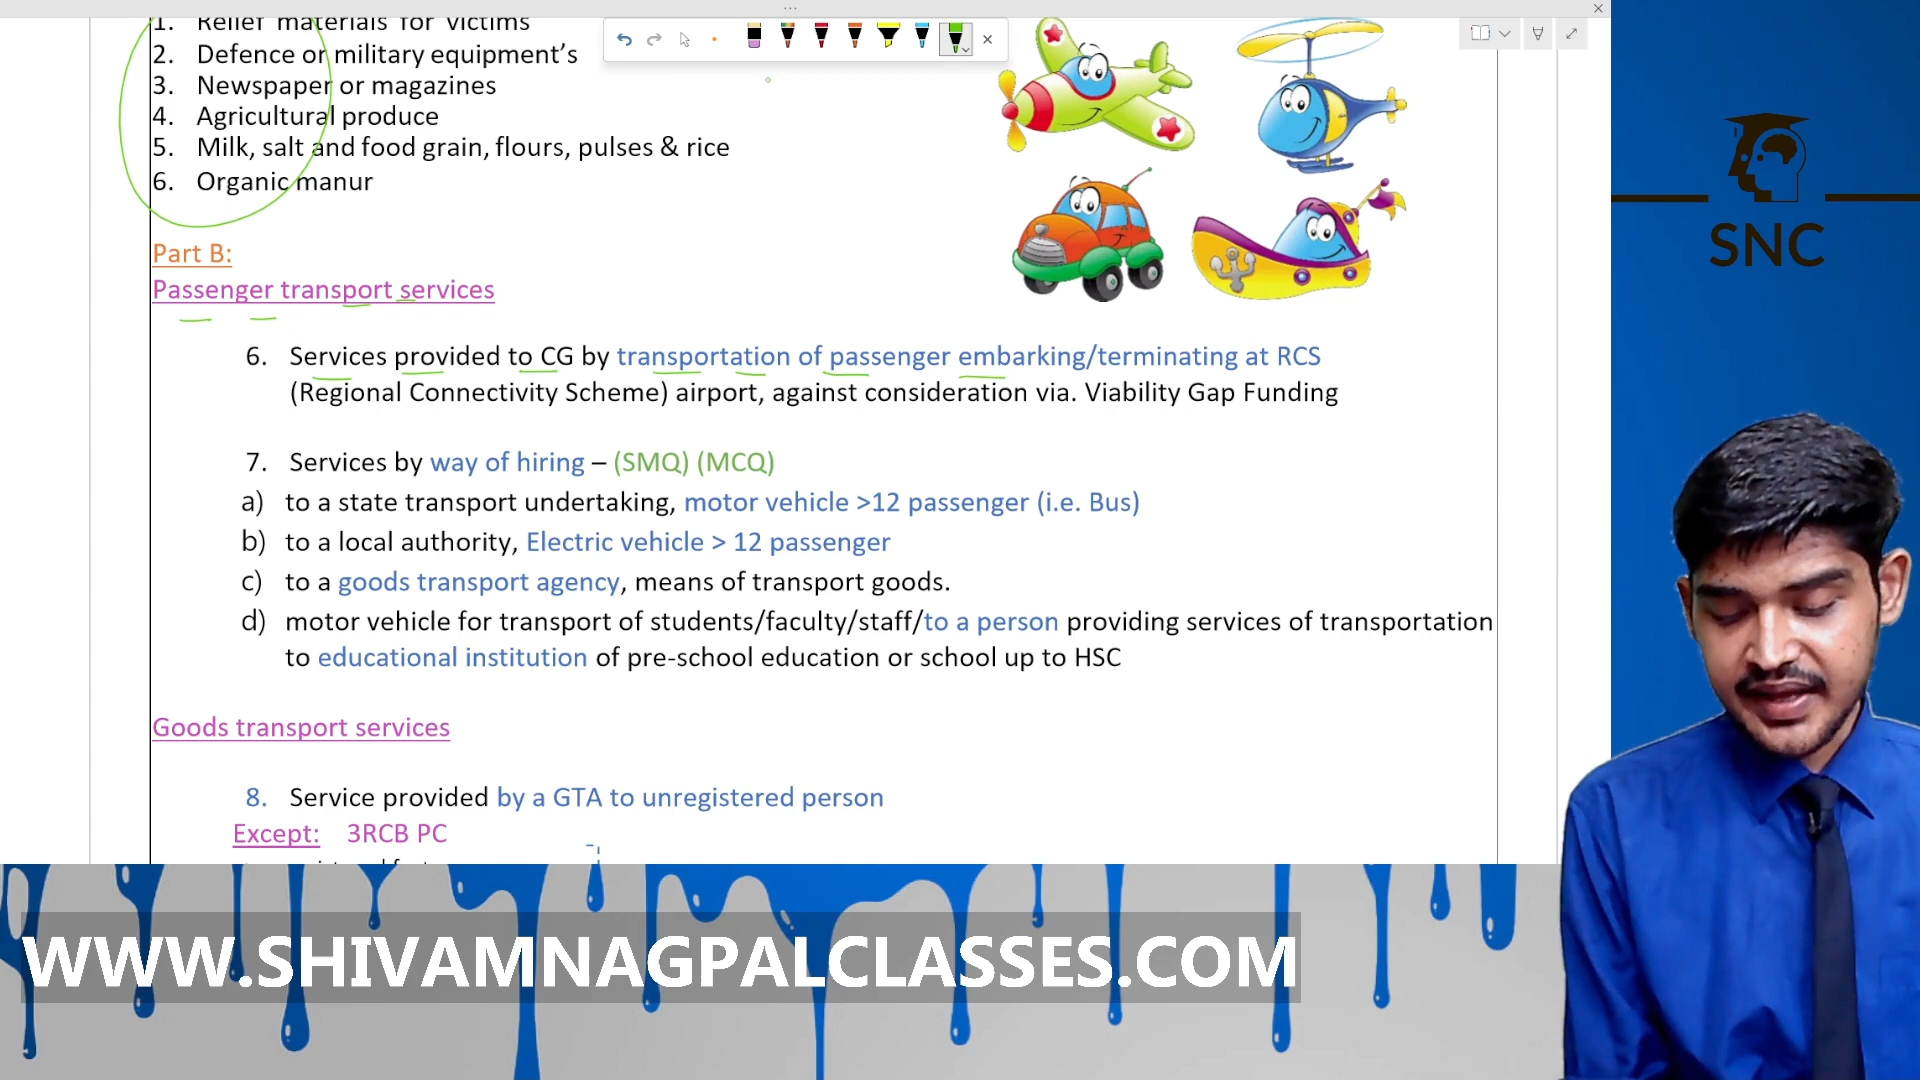 1. Relief materials for victims
2. Defence or military equipment's
3. Newspaper or magazines
4. Agricultural produce
5. Milk, salt and food grain, flours, pulses & rice
6. Organic manur
Part B:
Passenger transport services
6. Services provided to CG by transportation of passenger embarking/terminating at RCS
(Regional Connectivity Scheme) airport, against consideration via. Viability Gap Funding
7. Services by way of hiring – (SMQ) (MCQ)
a) to a state transport undertaking, motor vehicle >12 passenger (i.e. Bus)
b) to a local authority, Electric vehicle > 12 passenger
c) to a goods transport agency, means of transport goods.
d) motor vehicle for transport of students/faculty/staff/to a person providing services of transportation
to educational institution of pre-school education or school up to HSC
Goods transport services
8. Service provided by a GTA to unregistered person
Except: 3RCB PC
SNC
WWW.SHIVAMNAGPALCLASSES.COM